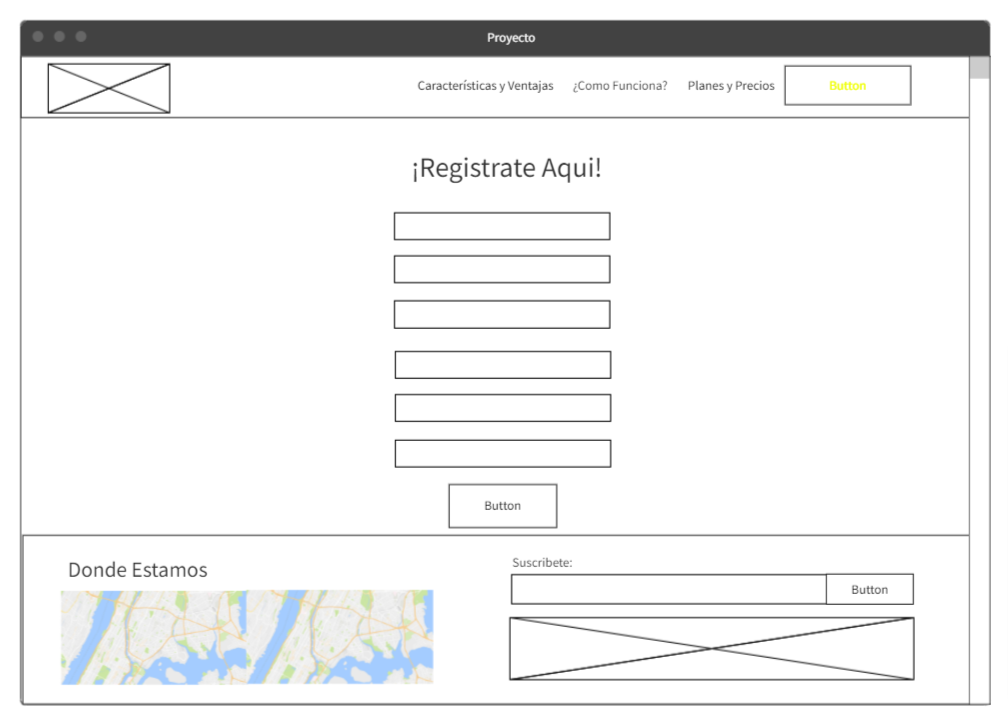 Proyecto
Características y Ventajas
¿Como Funciona?
Planes y Precios
Button
¡Registrate Aqui!
Button
Donde Estamos
Suscribete:
Button